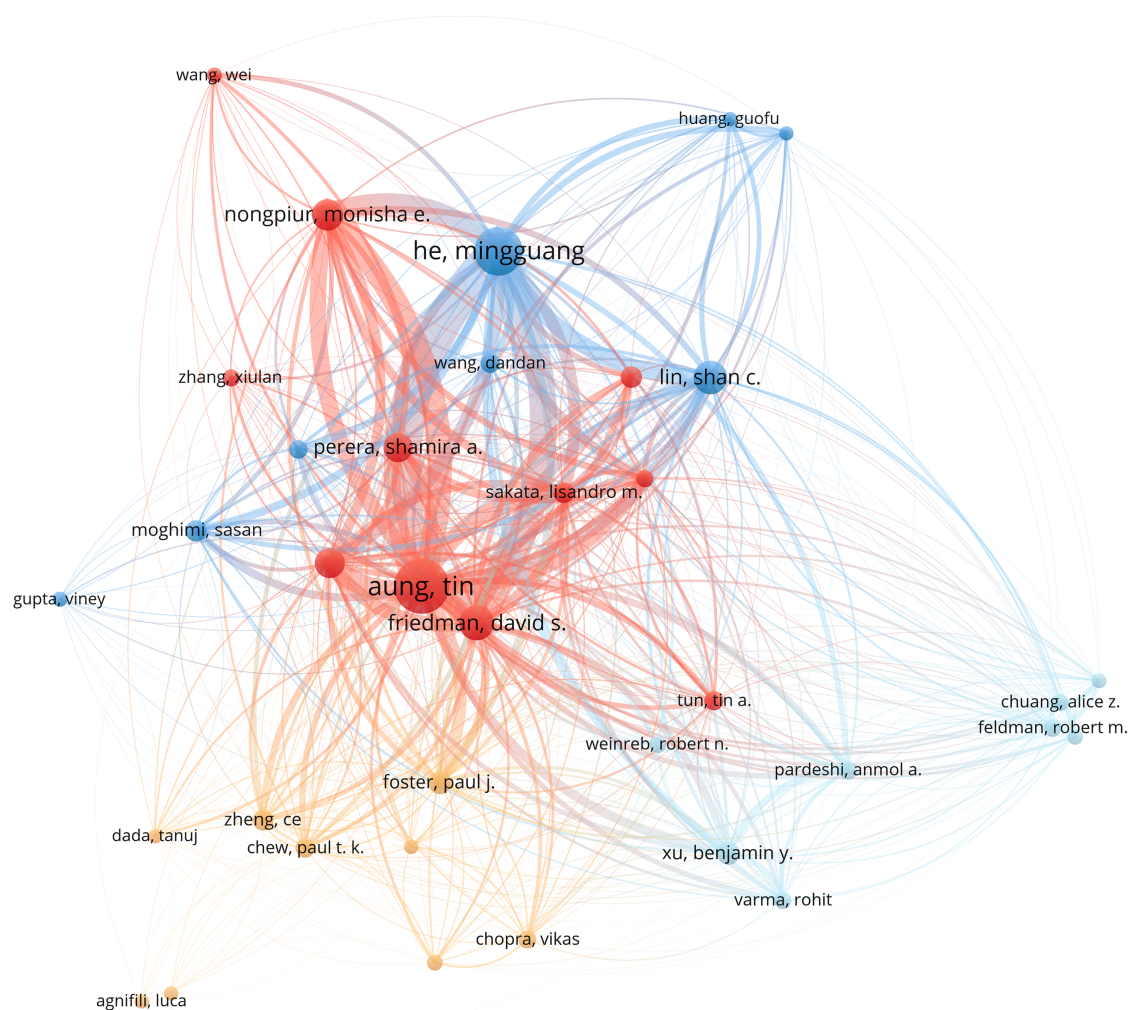 wang, wei
huang, guofu
nongpiur, monisha e.
he, mingguang
wang, dandan
zhang, xiulan
lin, shan c.
perera, shamira a.
sakata, lisandro m.
moghimi, sasan
aung, tin
gupta, viney
friedman, david s.
tun, tin a.
chuang, alice z.
feldman, robert m.
weinreb, robert n.
pardeshi, anmol a.
foster, paul j.
zheng, ce
dada, tanuj
chew, paul t. k.
xu, benjamin y.
varma, rohit
chopra, vikas
agnifili, luca